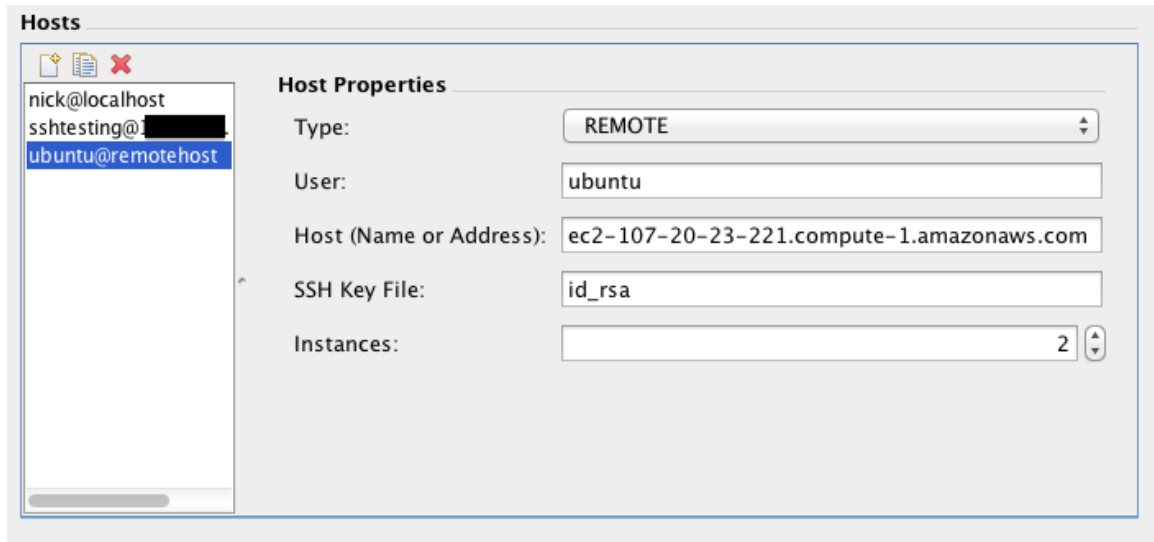 Hosts
nick@localhost
sshtesting@
ubuntu@remotehost
Host Properties
Type: REMOTE
User: ubuntu
Host (Name or Address): ec2-107-20-23-221.compute-1.amazonaws.com
SSH Key File: id_rsa
Instances: 2